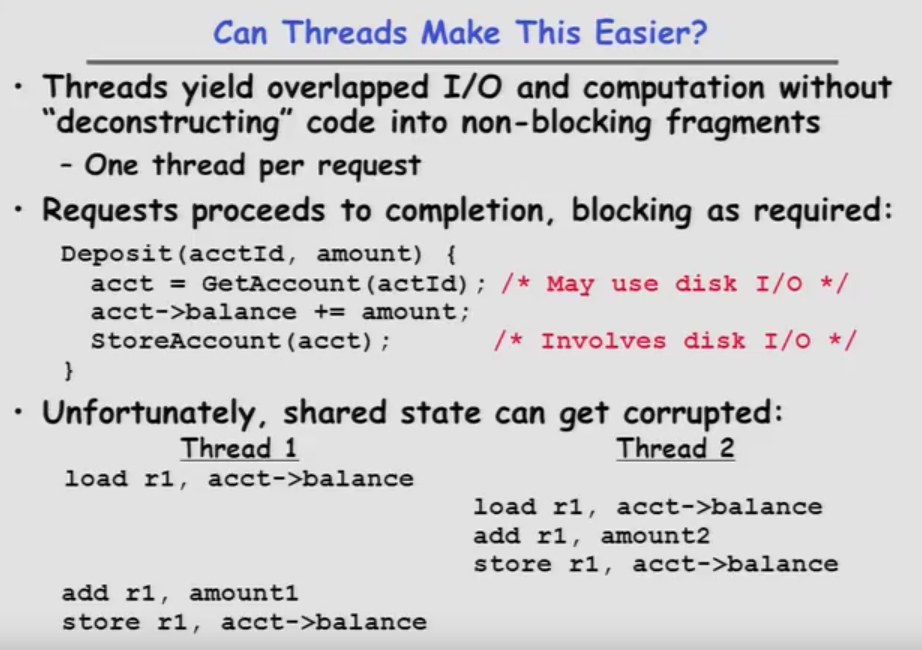 Can Threads Make This Easier?
• Threads yield overlapped I/O and computation without
“deconstructing” code into non-blocking fragments
– One thread per request
• Requests proceeds to completion, blocking as required:
Deposit(acctId, amount) {
acct = GetAccount(actId); /* May use disk I/O */
acct->balance += amount;
StoreAccount(acct); /* Involves disk I/O */
}
• Unfortunately, shared state can get corrupted:
Thread 1 Thread 2
load r1, acct->balance
load r1, acct->balance
add r1, amount2
store r1, acct->balance
add r1, amount1
store r1, acct->balance